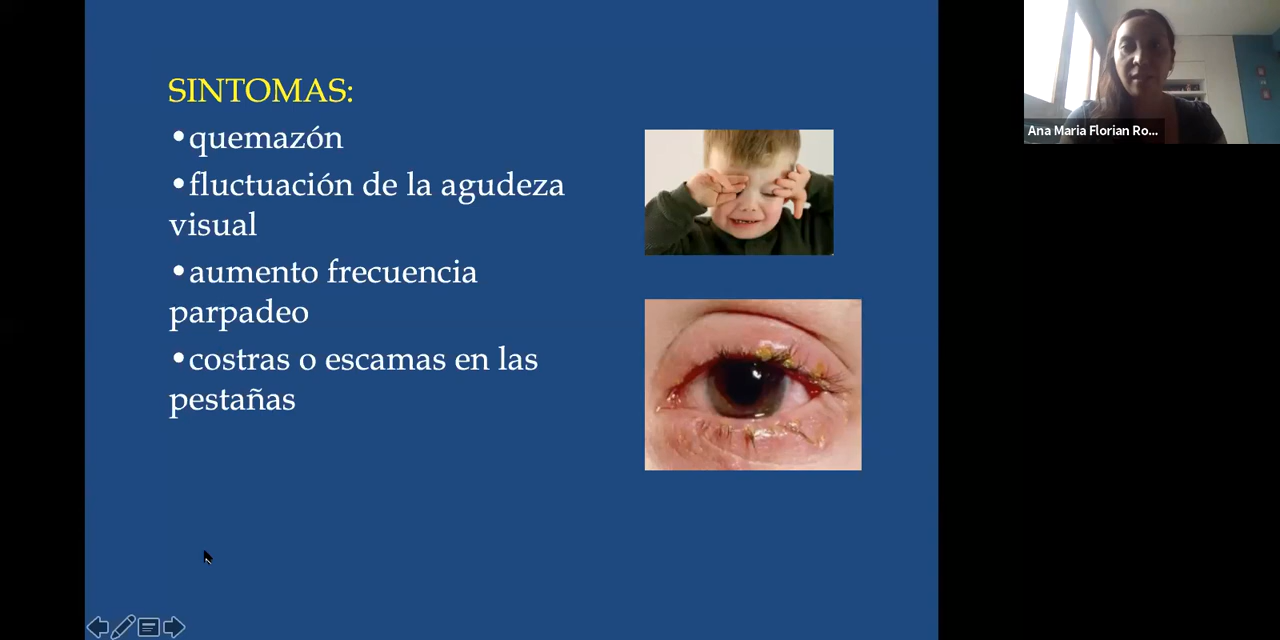 SINTOMAS:
•quemazón
•fluctuación de la agudeza
visual
•aumento frecuencia
parpadeo
•costras o escamas en las
pestañas
Ana Maria Florian Ro...